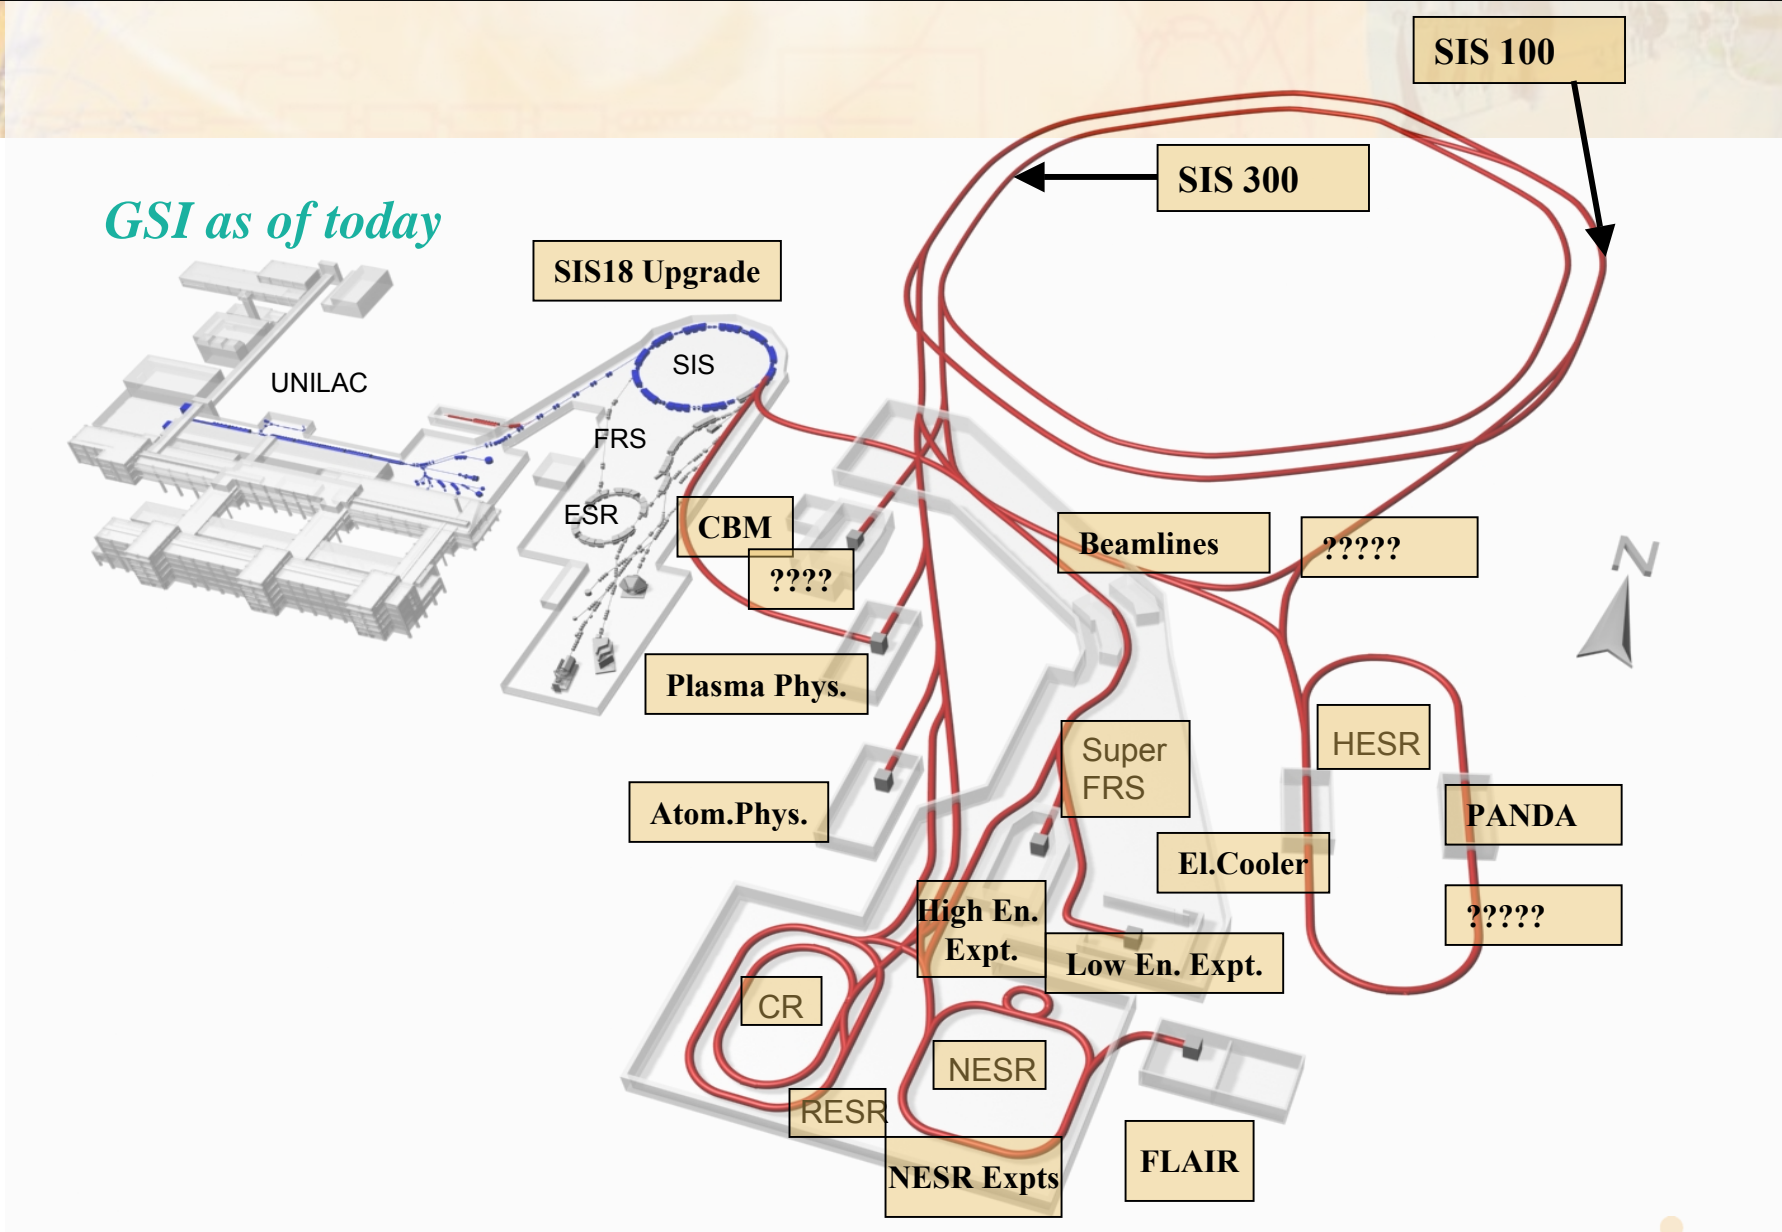 SIS 100
SIS 300
GSI as of today
SIS18 Upgrade
SIS
UNILAC
FRS
ESR
CBM
????
Beamlines
?????
N
Plasma Phys.
Super
FRS
HESR
Atom.Phys.
PANDA
El.Cooler
High En.
Expt.
?????
Low En. Expt.
CR
NESR
RESR
NESR Expts
FLAIR